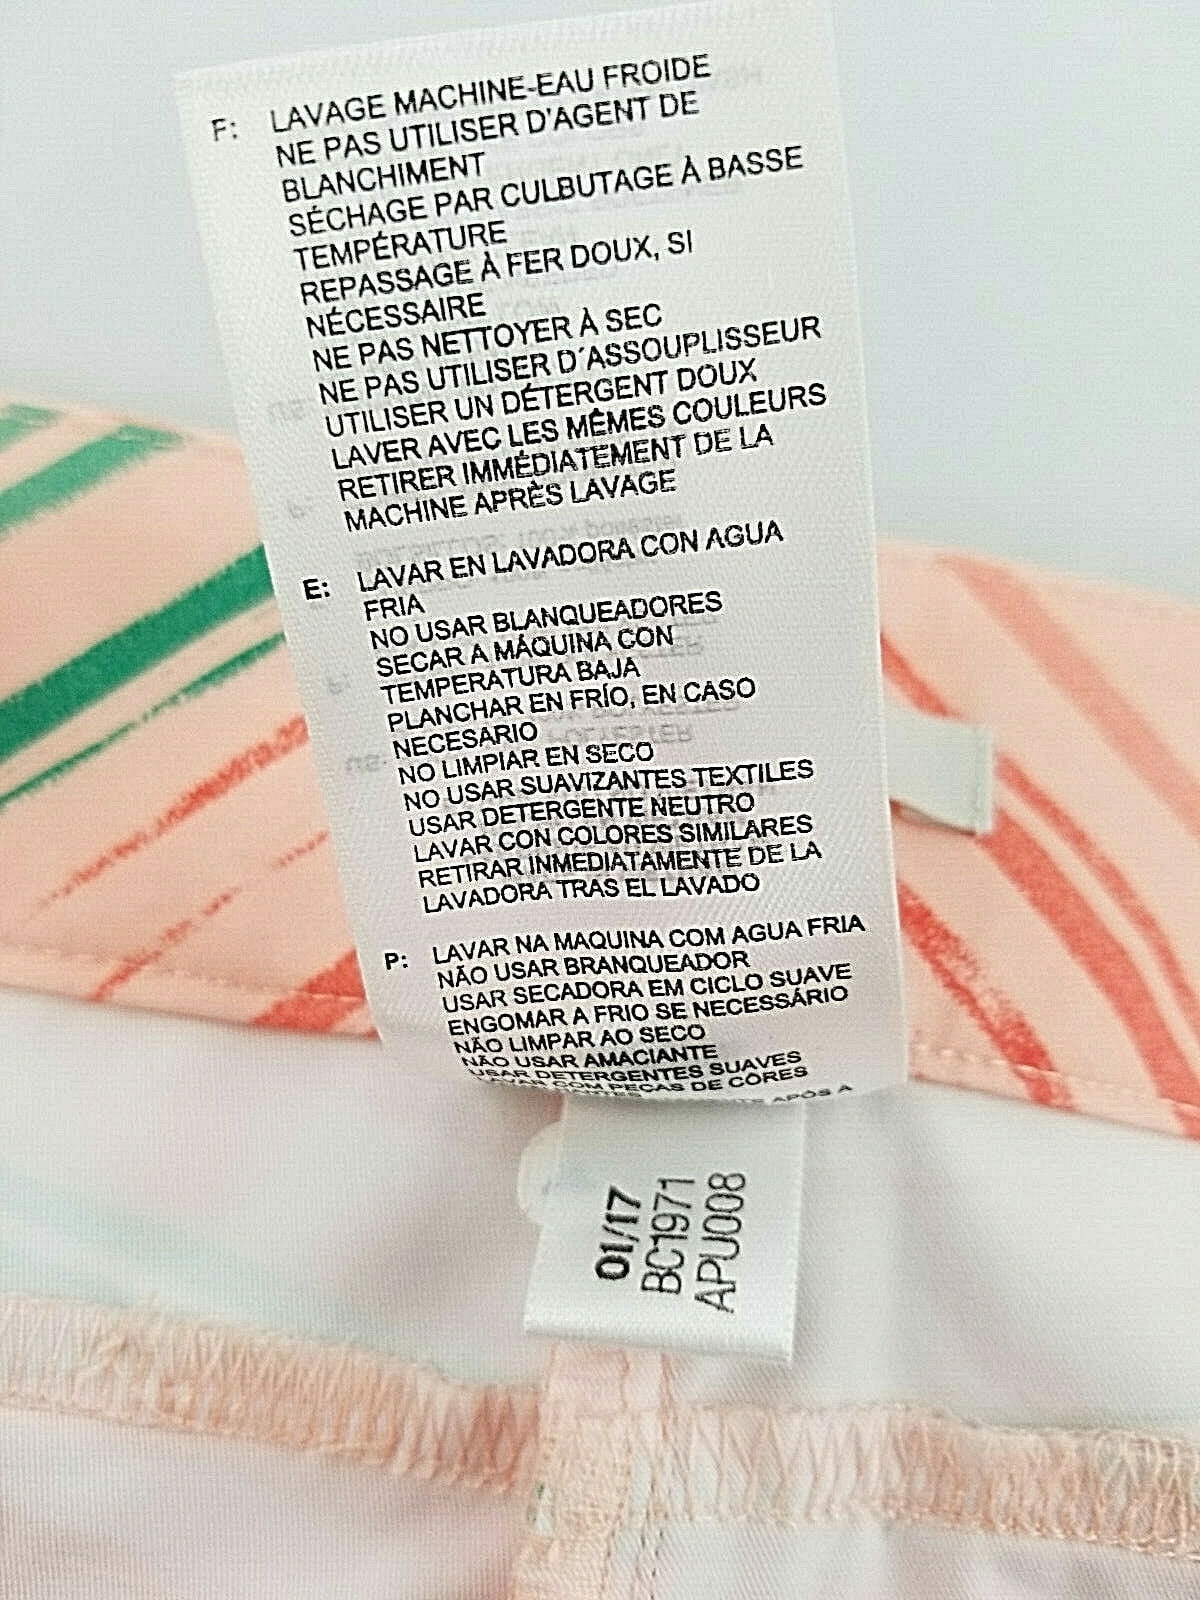 F: LAVAGE MACHINE-EAU FROIDE
NE PAS UTILISER D'AGENT DE
BLANCHIMENT
SÉCHAGE PAR CULBUTAGE À BASSE
TEMPÉRATURE
REPASSAGE À FER DOUX, SI
NÉCESSAIRE
NE PAS NETTOYER À SEC
NE PAS UTILISER D´ASSOUPLISSEUR
UTILISER UN DÉTERGENT DOUX
LAVER AVEC LES MÊMES COULEURS
RETIRER IMMÉDIATEMENT DE LA
MACHINE APRÈS LAVAGE
E: LAVAR EN LAVADORA CON AGUA
FRIA
NO USAR BLANQUEADORES
SECAR A MÁQUINA CON
TEMPERATURA BAJA
PLANCHAR EN FRÍO, EN CASO
NECESARIO
NO LIMPIAR EN SECO
NO USAR SUAVIZANTES TEXTILES
USAR DETERGENTE NEUTRO
LAVAR CON COLORES SIMILARES
RETIRAR INMEDIATAMENTE DE LA
LAVADORA TRAS EL LAVADO
P: LAVAR NA MAQUINA COM AGUA FRIA
NÃO USAR BRANQUEADOR
USAR SECADORA EM CICLO SUAVE
ENGOMAR A FRIO SE NECESSÁRIO
NÃO LIMPAR AO SECO
NÃO USAR AMACIANTE
USAR DETERGENTES SUAVES
LAVAR COM PEÇAS DE CÔRES
APÓS A
01/17
BC1971
APU008